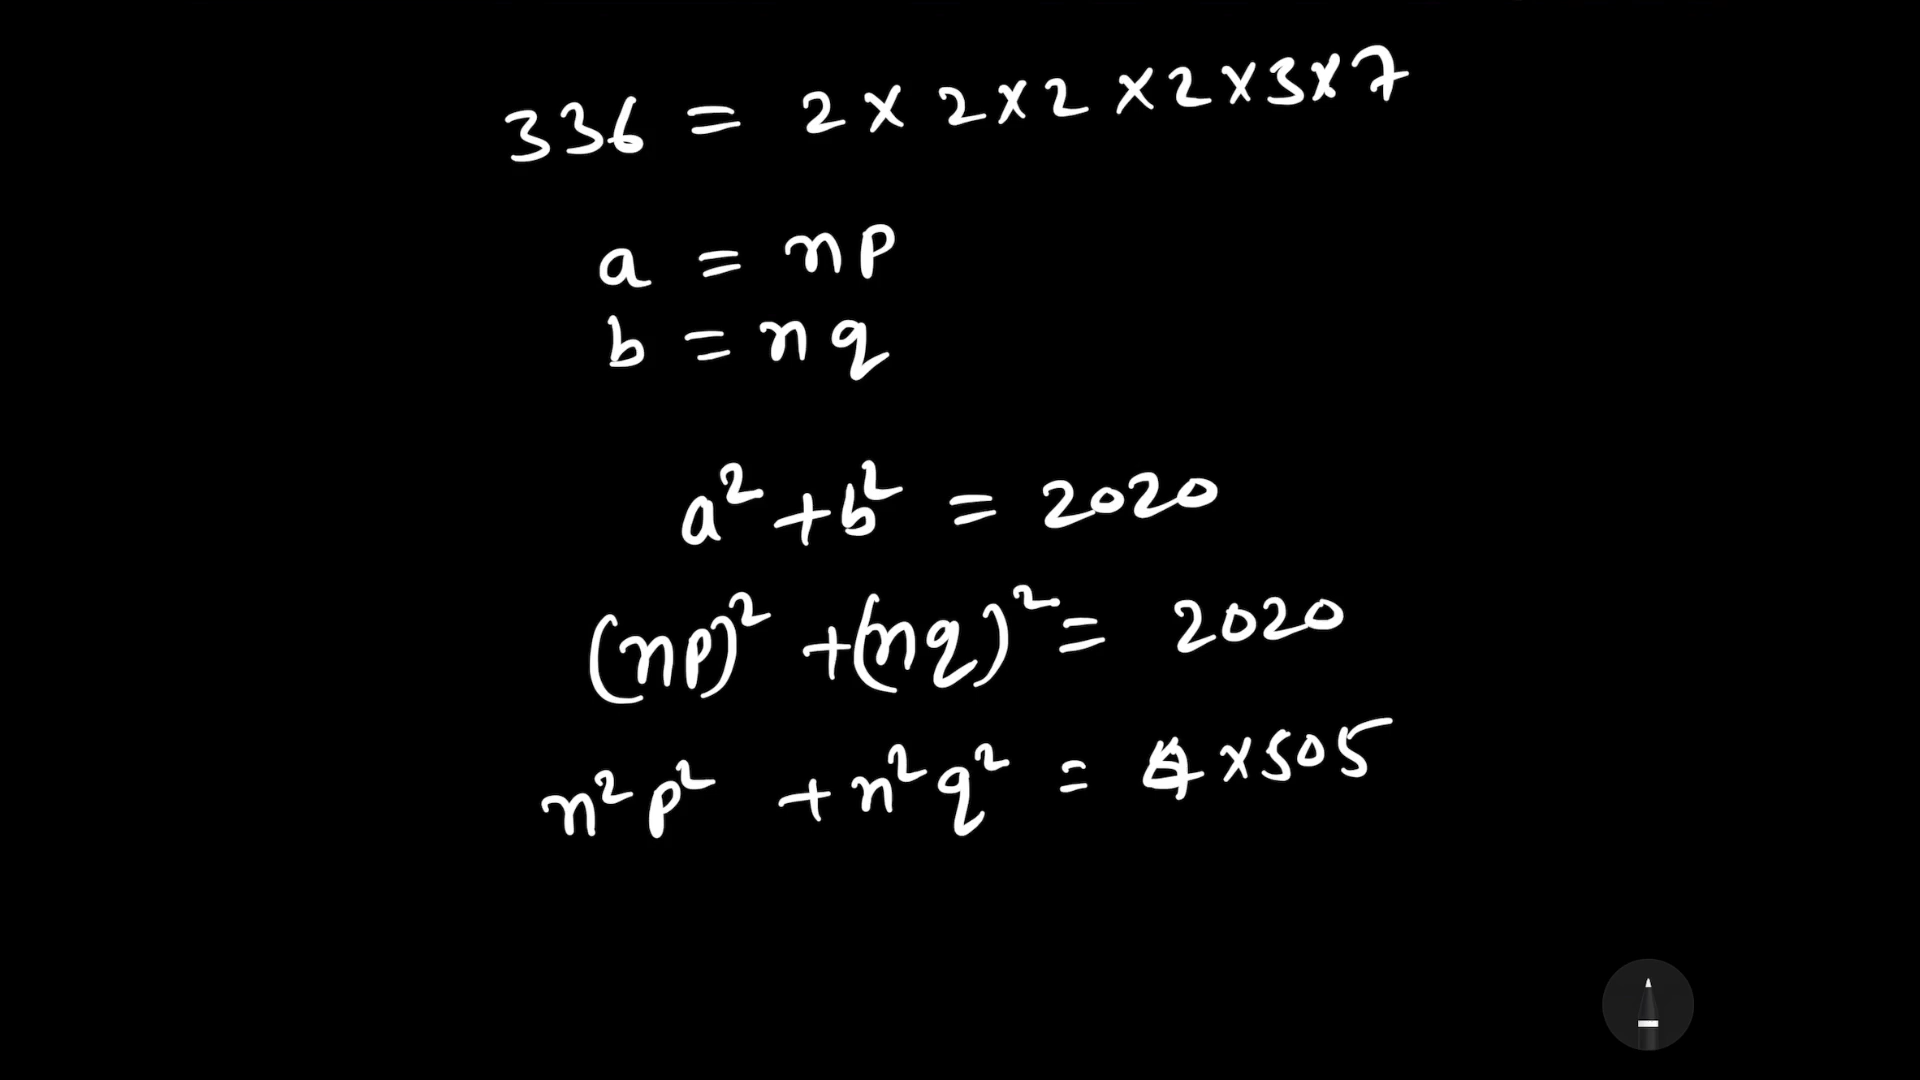 336 = 2 × 2 × 2 × 2 × 3 × 7
a = np
b = nq
a² + b² = 2020
(np)² + (nq)² = 2020
n²p² + n²q² = 4 × 505